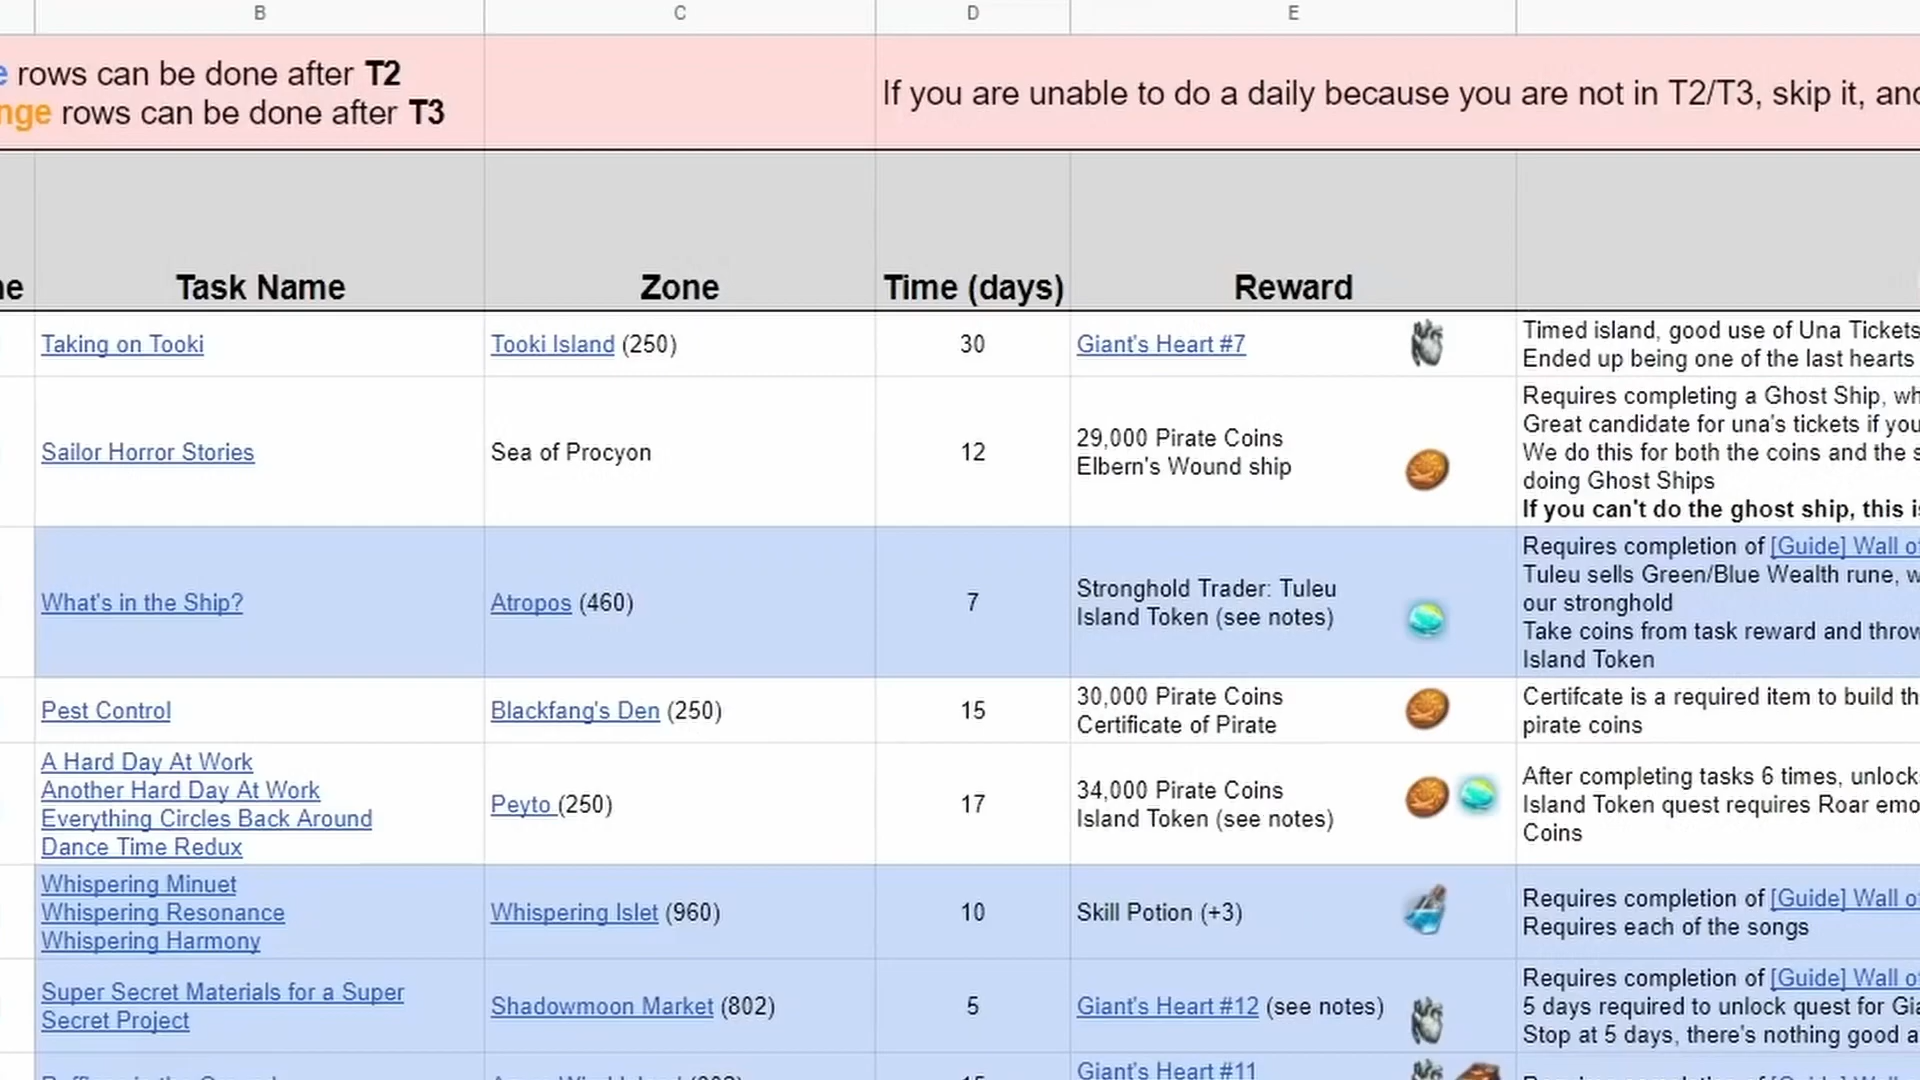 B
C
D
E
rows can be done after T2
nge rows can be done after T3
If you are unable to do a daily because you are not in T2/T3, skip it, and
Task Name
Zone
Time (days)
Reward
Taking on Tooki
Tooki Island (250)
30
Giant's Heart #7
Timed island, good use of Una Tickets
Ended up being one of the last hearts
Sailor Horror Stories
Sea of Procyon
12
29,000 Pirate Coins
Elbern's Wound ship
Requires completing a Ghost Ship, wh
Great candidate for una's tickets if you
We do this for both the coins and the s
doing Ghost Ships
If you can't do the ghost ship, this is
What's in the Ship?
Atropos (460)
7
Stronghold Trader: Tuleu
Island Token (see notes)
Requires completion of [Guide] Wall of
Tuleu sells Green/Blue Wealth rune, w
our stronghold
Take coins from task reward and throw
Island Token
Pest Control
Blackfang's Den (250)
15
30,000 Pirate Coins
Certificate of Pirate
Certifcate is a required item to build th
pirate coins
A Hard Day At Work
Another Hard Day At Work
Everything Circles Back Around
Dance Time Redux
Peyto (250)
17
34,000 Pirate Coins
Island Token (see notes)
After completing tasks 6 times, unlocks
Island Token quest requires Roar emo
Coins
Whispering Minuet
Whispering Resonance
Whispering Harmony
Whispering Islet (960)
10
Skill Potion (+3)
Requires completion of [Guide] Wall of
Requires each of the songs
Super Secret Materials for a Super
Secret Project
Shadowmoon Market (802)
5
Giant's Heart #12 (see notes)
Requires completion of [Guide] Wall of
5 days required to unlock quest for Gia
Stop at 5 days, there's nothing good a
Giant's Heart #11